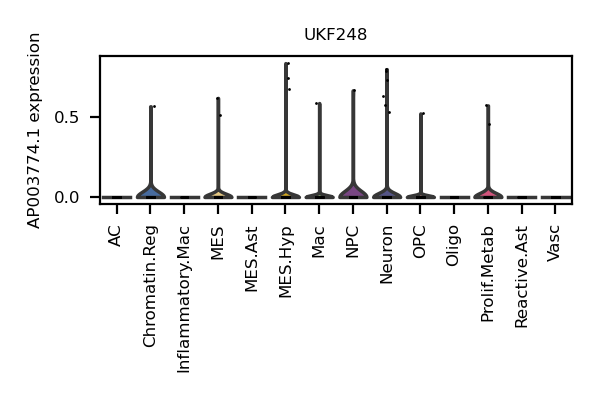 UKF248
AP003774.1 expression
0.5
0.0
AC
Chromatin.Reg
Inflammatory.Mac
MES
MES.Ast
MES.Hyp
Mac
NPC
Neuron
OPC
Oligo
Prolif.Metab
Reactive.Ast
Vasc